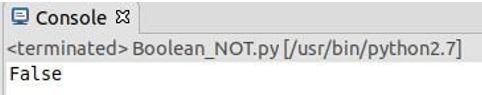 Console
<terminated> Boolean_NOT.py [/usr/bin/python2.7]
False